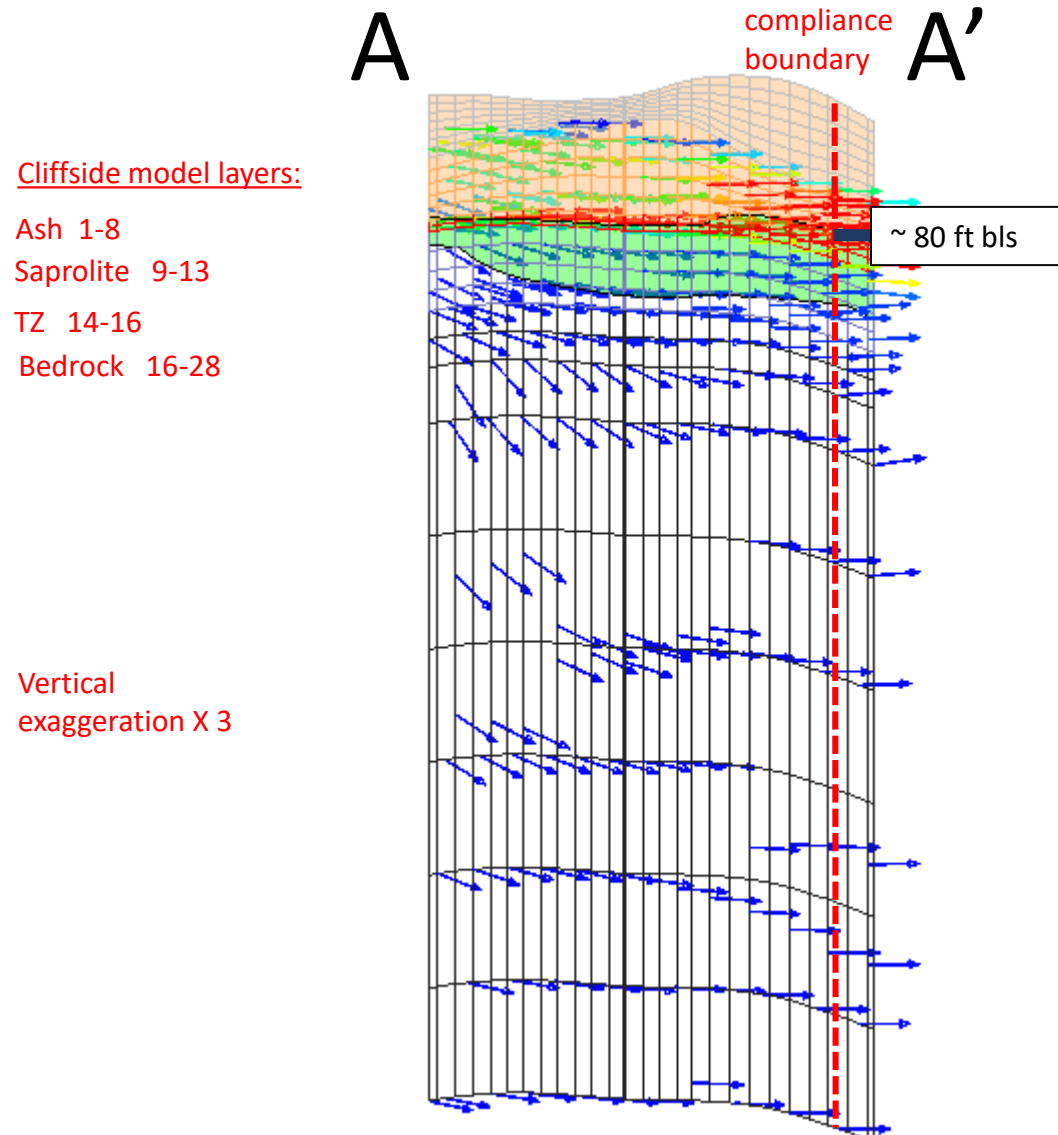 A
compliance
boundary
A’
Cliffside model layers:
Ash  1-8
Saprolite  9-13
~ 80 ft bls
TZ  14-16
Bedrock  16-28
Vertical
exaggeration X 3